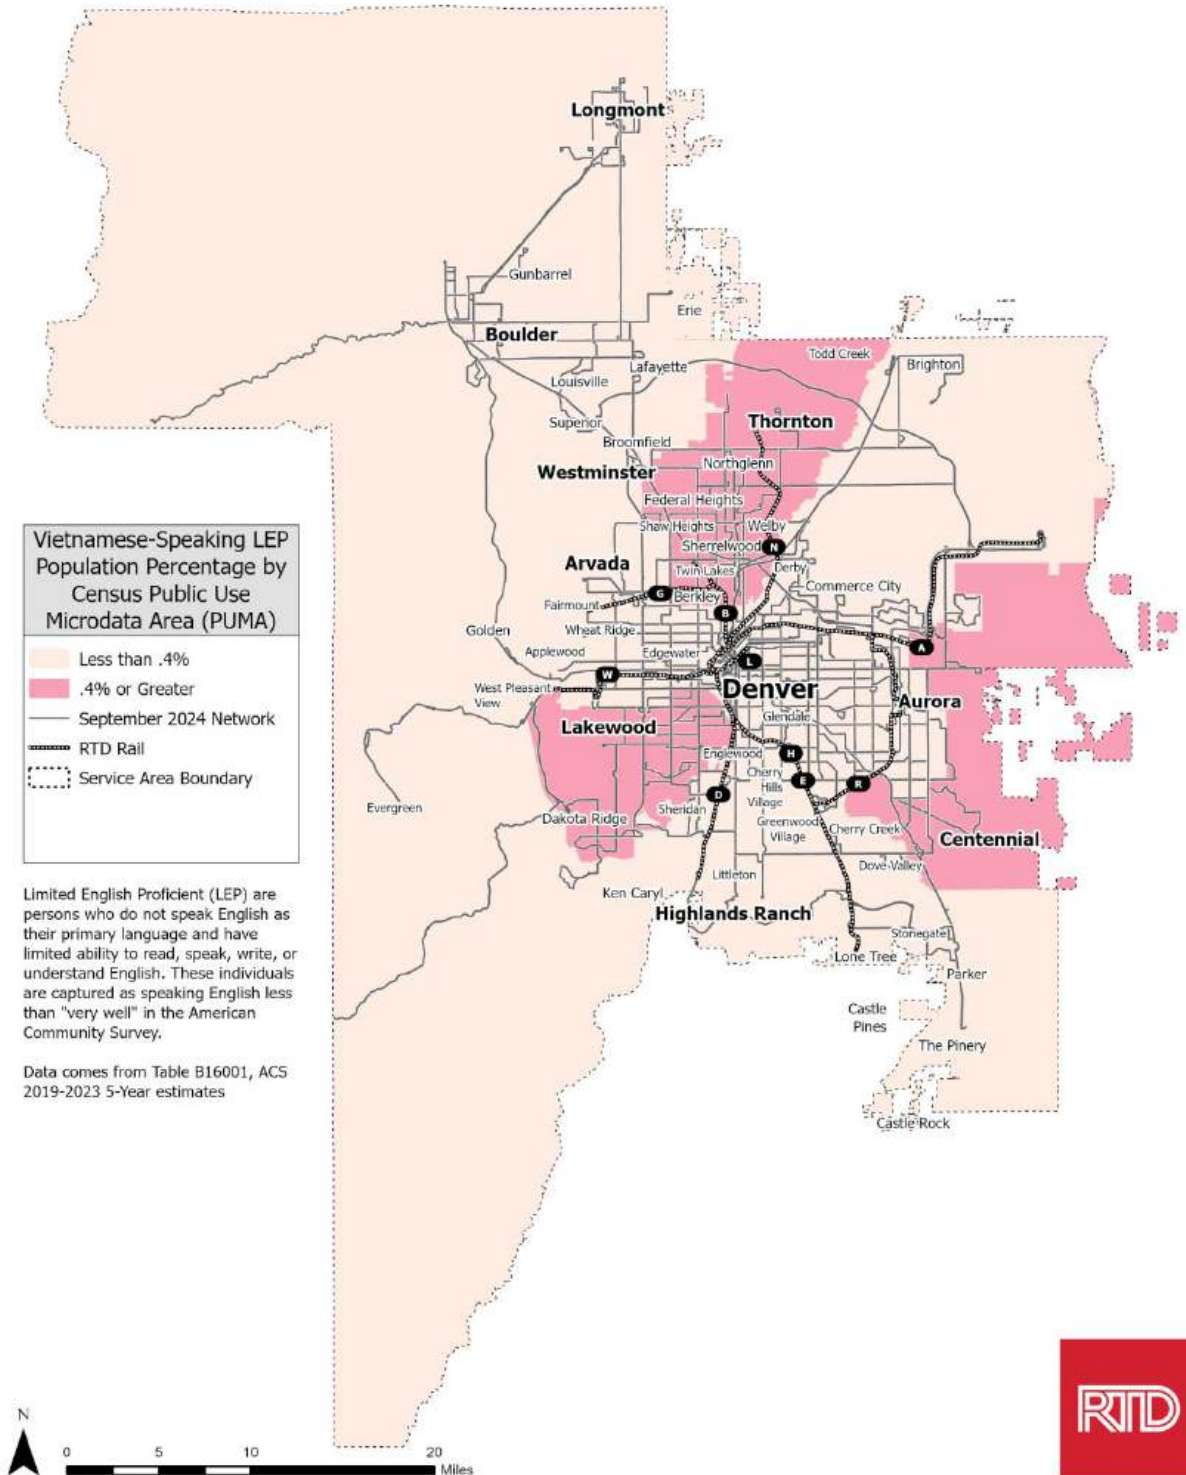 Longmont
Gunbarrel
Erie
Boulder
Todd Creek
Lafayette
Brighton
Louisville
Superior
Thornton
Broomfield
Northglenn
Westminster
Federal Heights
Shaw Heights
Welby
Sherrelwood
N
Arvada
Twin Lakes
Derby
Commerce City
G
Berkley
Fairmount
B
Golden
Wheat Ridge
Applewood
Edgewater
A
L
W
West Pleasant
View
Denver
Aurora
Lakewood
Glendale
Englewood
H
Cherry
Hills
Village
E
R
D
Evergreen
Sheridan
Dakota Ridge
Greenwood
Village
Cherry Creek
Centennial
Dove Valley
Littleton
Ken Caryl
Highlands Ranch
Stonegate
Lone Tree
Parker
Castle
Pines
The Pinery
Castle Rock
Vietnamese-Speaking LEP
Population Percentage by
Census Public Use
Microdata Area (PUMA)
Less than .4%
.4% or Greater
September 2024 Network
RTD Rail
Service Area Boundary
Limited English Proficient (LEP) are
persons who do not speak English as
their primary language and have
limited ability to read, speak, write, or
understand English. These individuals
are captured as speaking English less
than "very well" in the American
Community Survey.
Data comes from Table B16001, ACS
2019-2023 5-Year estimates
N
0 5 10 20
Miles
RTD